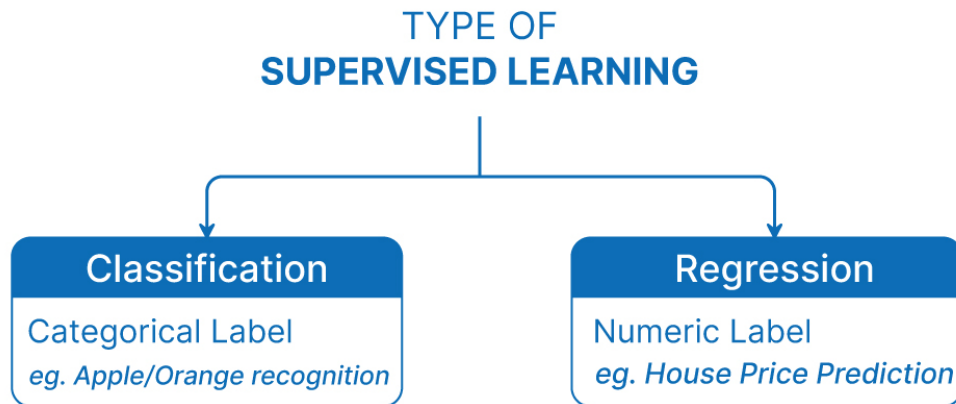 TYPE OF
SUPERVISED LEARNING
Classification
Categorical Label
eg. Apple/Orange recognition
Regression
Numeric Label
eg. House Price Prediction